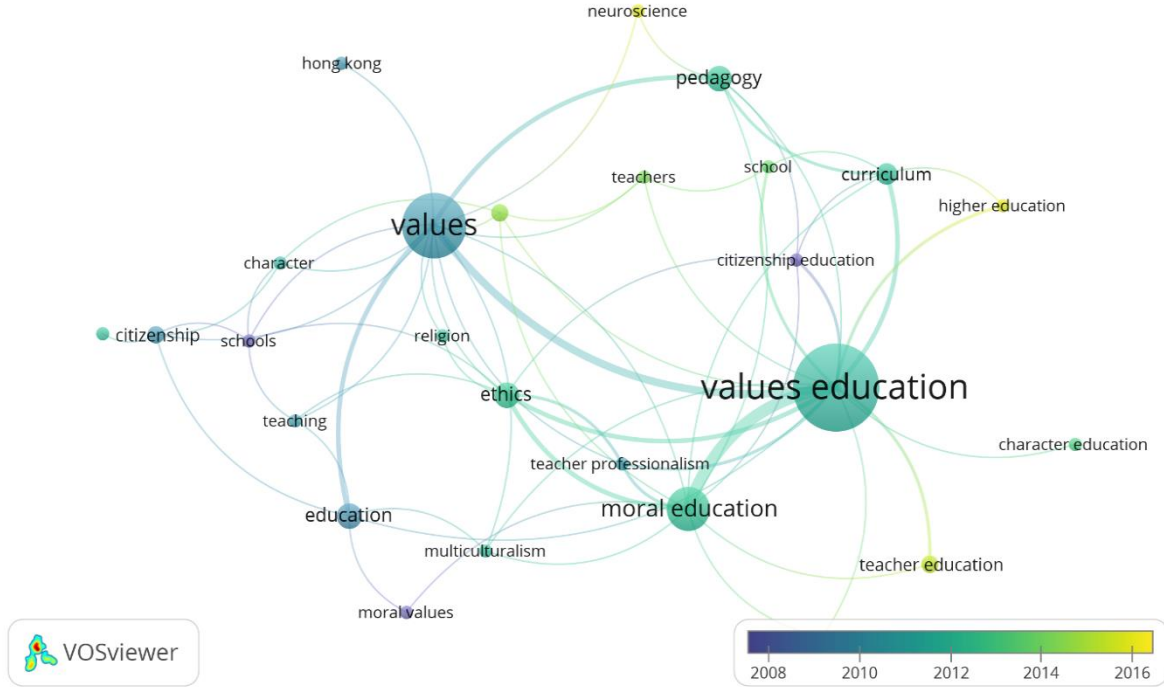 neuroscience
hong kong
pedagogy
teachers
school
curriculum
higher education
values
character
citizenship education
citizenship
schools
religion
values education
ethics
teaching
character education
teacher professionalism
moral education
education
multiculturalism
teacher education
moral values
VOSviewer
2008 2010 2012 2014 2016